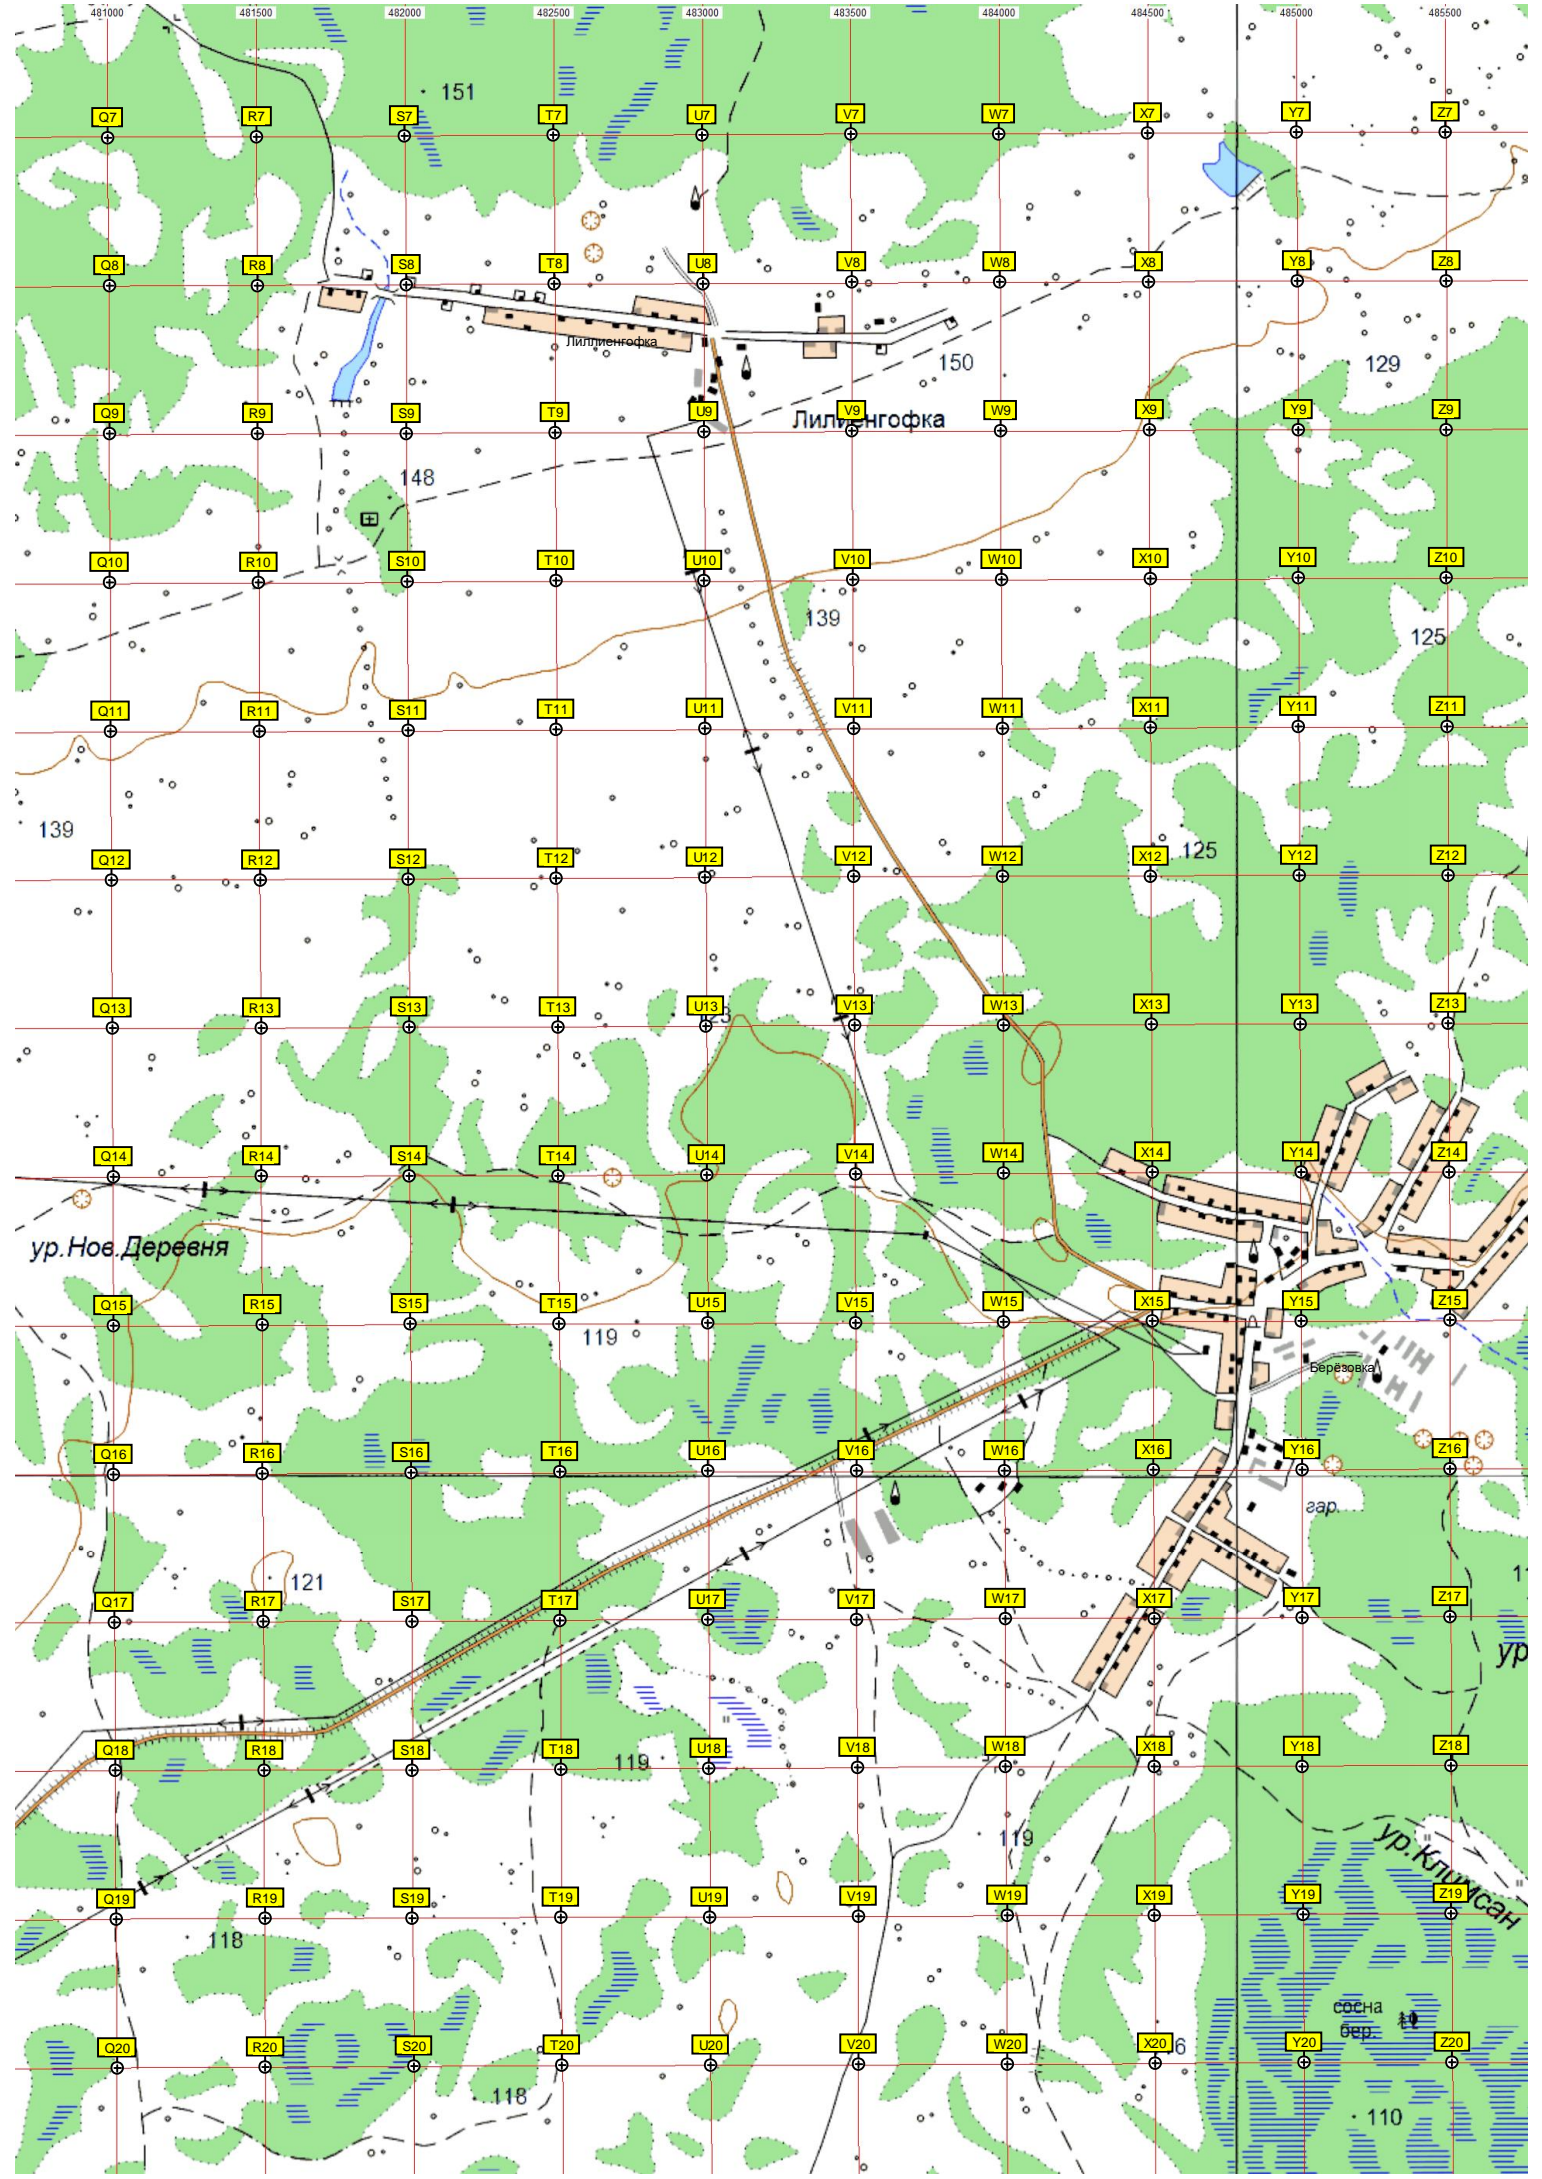 481000 481500 482000 482500 483000 483500 484000 484500 485000 485500
151
Q7 R7 S7 T7 U7 V7 W7 X7 Y7 Z7
Q8 R8 S8 T8 U8 V8 W8 X8 Y8 Z8
Лиллиенгофка
150
129
Q9 R9 S9 T9 U9 V9 W9 X9 Y9 Z9
Лилиенгофка
148
Q10 R10 S10 T10 U10 V10 W10 X10 Y10 Z10
139
125
Q11 R11 S11 T11 U11 V11 W11 X11 Y11 Z11
139
125
Q12 R12 S12 T12 U12 V12 W12 X12 Y12 Z12
Q13 R13 S13 T13 U13 V13 W13 X13 Y13 Z13
Q14 R14 S14 T14 U14 V14 W14 X14 Y14 Z14
ур.Нов.Деревня
Q15 R15 S15 T15 U15 V15 W15 X15 Y15 Z15
119
Берёзовка
Q16 R16 S16 T16 U16 V16 W16 X16 Y16 Z16
гар.
121
Q17 R17 S17 T17 U17 V17 W17 X17 Y17 Z17
ур
Q18 R18 S18 T18 U18 V18 W18 X18 Y18 Z18
119
119
ур.Климсан
Q19 R19 S19 T19 U19 V19 W19 X19 Y19 Z19
118
сосна
бер.
Q20 R20 S20 T20 U20 V20 W20 X20 Y20 Z20
6
118
110